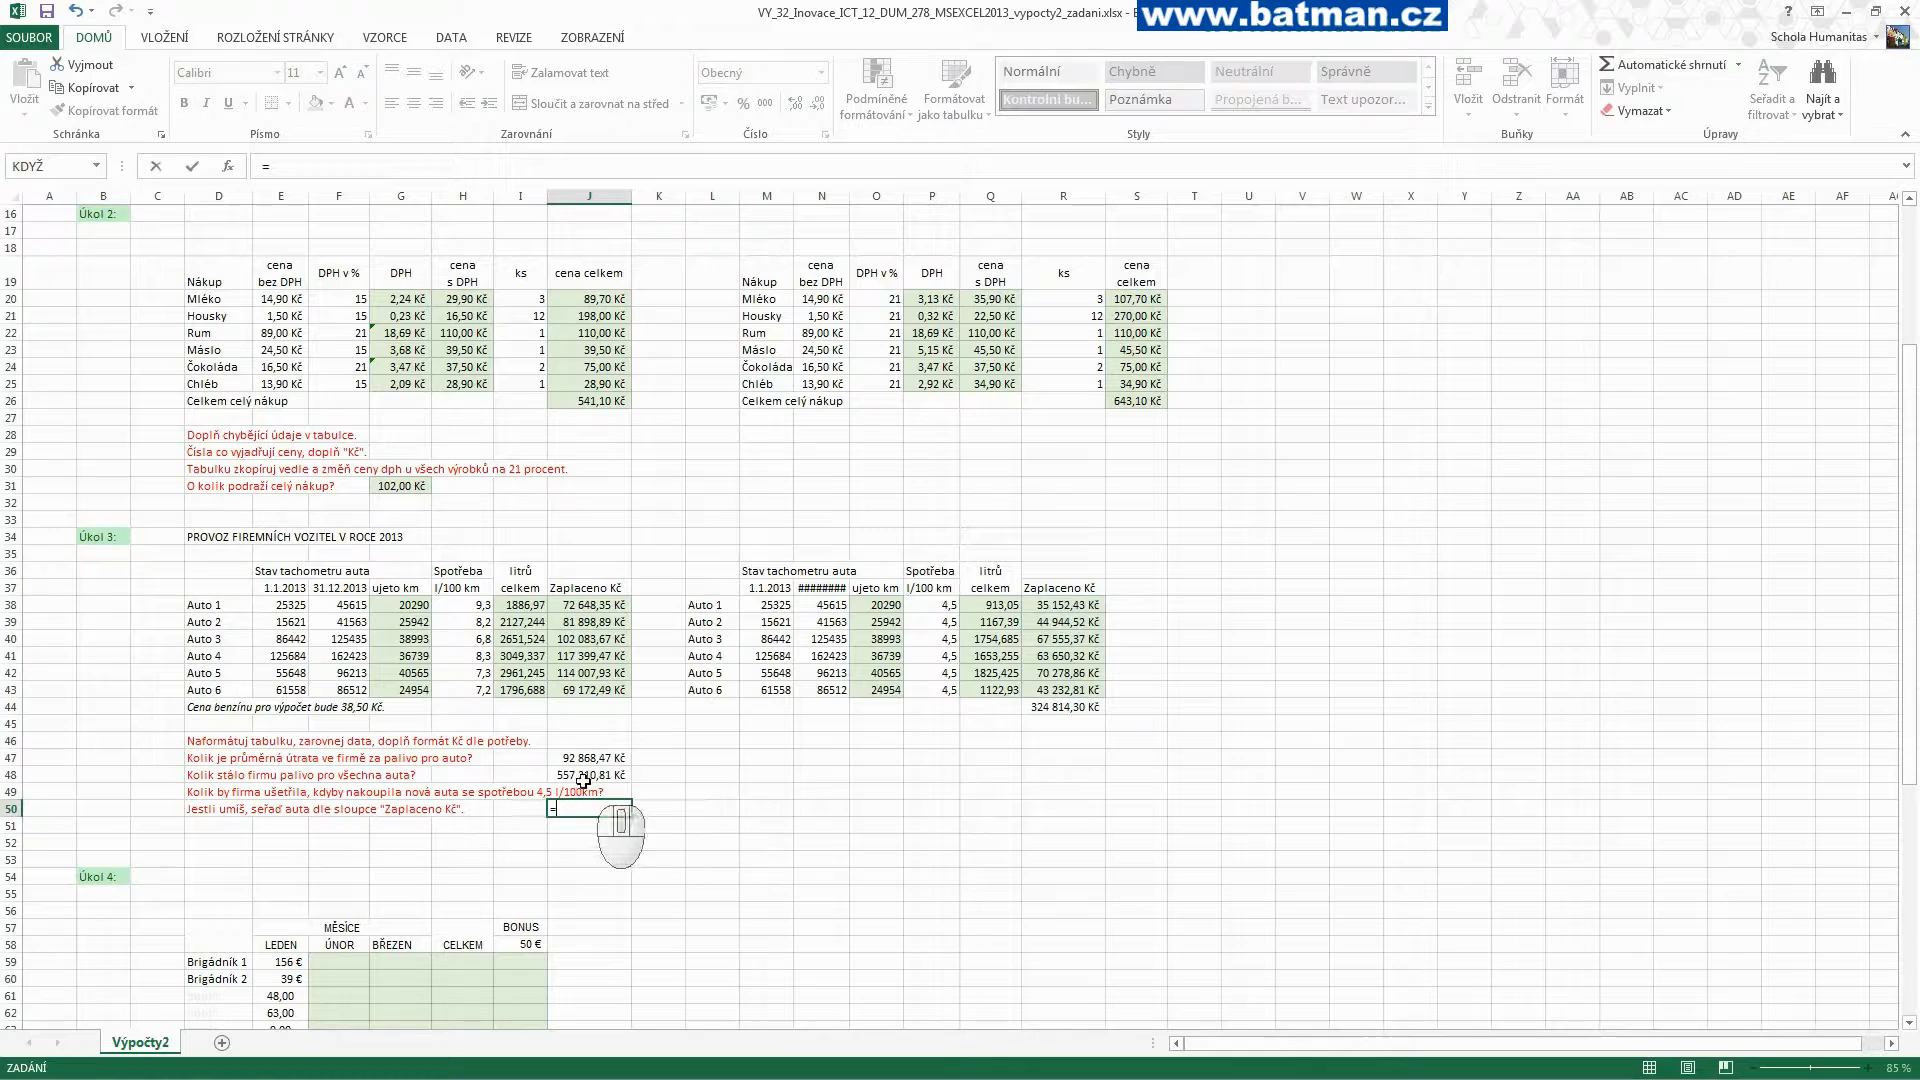 VY_32_Inovace_ICT_12_DUM_278_MSEXCEL2013_vypocty2_zadani.xlsx -
www.batman.cz
SOUBOR DOMŮ VLOŽENÍ ROZLOŽENÍ STRÁNKY VZORCE DATA REVIZE ZOBRAZENÍ Schola Humanitas
Vložit Vyjmout Kopírovat Kopírovat formát Schránka
Calibri 11 B I U A Písmo
Zalamovat text Sloučit a zarovnat na střed Zarovnání
Obecný % 000 Číslo
Podmíněné formátování Formátovat jako tabulku
Normální Chybně Neutrální Správně
Kontrolní bu... Poznámka Propojená b... Text upozor...
Styly
Vložit Odstranit Formát Buňky
Automatické shrnutí Vyplnit Vymazat Seřadit a filtrovat Najít a vybrat Úpravy
KDYŽ fx =
A B C D E F G H I J K L M N O P Q R S T U V W X Y Z AA AB AC AD AE AF
16 Úkol 2:
17
18
19 Nákup cena bez DPH DPH v % DPH cena s DPH ks cena celkem Nákup cena bez DPH DPH v % DPH cena s DPH ks cena celkem
20 Mléko 14,90 Kč 15 2,24 Kč 29,90 Kč 3 89,70 Kč Mléko 14,90 Kč 21 3,13 Kč 35,90 Kč 3 107,70 Kč
21 Housky 1,50 Kč 15 0,23 Kč 16,50 Kč 12 198,00 Kč Housky 1,50 Kč 21 0,32 Kč 22,50 Kč 12 270,00 Kč
22 Rum 89,00 Kč 21 18,69 Kč 110,00 Kč 1 110,00 Kč Rum 89,00 Kč 21 18,69 Kč 110,00 Kč 1 110,00 Kč
23 Máslo 24,50 Kč 15 3,68 Kč 39,50 Kč 1 39,50 Kč Máslo 24,50 Kč 21 5,15 Kč 45,50 Kč 1 45,50 Kč
24 Čokoláda 16,50 Kč 21 3,47 Kč 37,50 Kč 2 75,00 Kč Čokoláda 16,50 Kč 21 3,47 Kč 37,50 Kč 2 75,00 Kč
25 Chléb 13,90 Kč 15 2,09 Kč 28,90 Kč 1 28,90 Kč Chléb 13,90 Kč 21 2,92 Kč 34,90 Kč 1 34,90 Kč
26 Celkem celý nákup 541,10 Kč Celkem celý nákup 643,10 Kč
27
28 Doplň chybějící údaje v tabulce.
29 Čísla co vyjadřují ceny, doplň "Kč".
30 Tabulku zkopíruj vedle a změň ceny dph u všech výrobků na 21 procent.
31 O kolik podraží celý nákup? 102,00 Kč
32
33
34 Úkol 3: PROVOZ FIREMNÍCH VOZITEL V ROCE 2013
35
36 Stav tachometru auta Spotřeba litrů Stav tachometru auta Spotřeba litrů
37 1.1.2013 31.12.2013 ujeto km l/100 km celkem Zaplaceno Kč 1.1.2013 ######## ujeto km l/100 km celkem Zaplaceno Kč
38 Auto 1 25325 45615 20290 9,3 1886,97 72 648,35 Kč Auto 1 25325 45615 20290 4,5 913,05 35 152,43 Kč
39 Auto 2 15621 41563 25942 8,2 2127,244 81 898,89 Kč Auto 2 15621 41563 25942 4,5 1167,39 44 944,52 Kč
40 Auto 3 86442 125435 38993 6,8 2651,524 102 083,67 Kč Auto 3 86442 125435 38993 4,5 1754,685 67 555,37 Kč
41 Auto 4 125684 162423 36739 8,3 3049,337 117 399,47 Kč Auto 4 125684 162423 36739 4,5 1653,255 63 650,32 Kč
42 Auto 5 55648 96213 40565 7,3 2961,245 114 007,93 Kč Auto 5 55648 96213 40565 4,5 1825,425 70 278,86 Kč
43 Auto 6 61558 86512 24954 7,2 1796,688 69 172,49 Kč Auto 6 61558 86512 24954 4,5 1122,93 43 232,81 Kč
44 Cena benzínu pro výpočet bude 38,50 Kč. 324 814,30 Kč
45
46 Naformátuj tabulku, zarovnej data, doplň formát Kč dle potřeby.
47 Kolik je průměrná útrata ve firmě za palivo pro auto? 92 868,47 Kč
48 Kolik stálo firmu palivo pro všechna auta?
49 Kolik by firma ušetřila, kdyby nakoupila nová auta se spotřebou 4,5 l/100km?
50 Jestli umíš, seřaď auta dle sloupce "Zaplaceno Kč". =
51
52
53
54 Úkol 4:
55
56
57 MĚSÍCE BONUS
58 LEDEN ÚNOR BŘEZEN CELKEM 50 €
59 Brigádník 1 156 €
60 Brigádník 2 39 €
61 48,00
62 63,00
Výpočty2
ZADÁNÍ 85 %